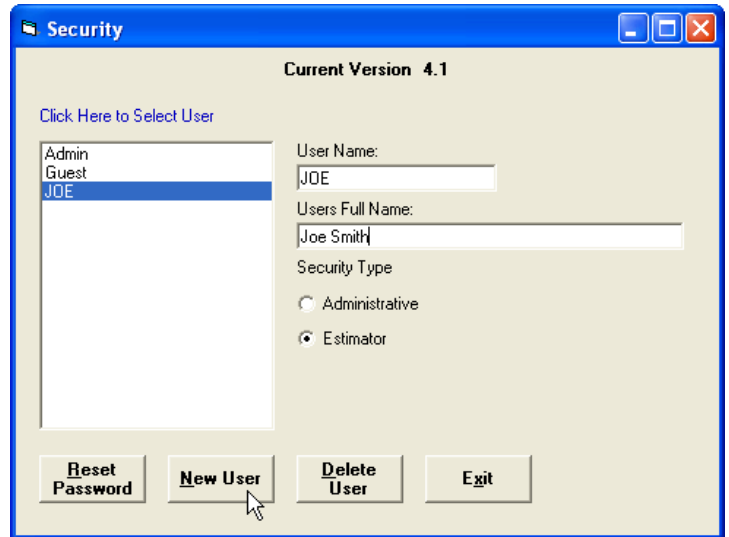 Security
Current Version 4.1
Click Here to Select User
Admin
Guest
JOE
User Name:
JOE
Users Full Name:
Joe Smith
Security Type
Administrative
Estimator
Reset
Password
New User
Delete
User
Exit